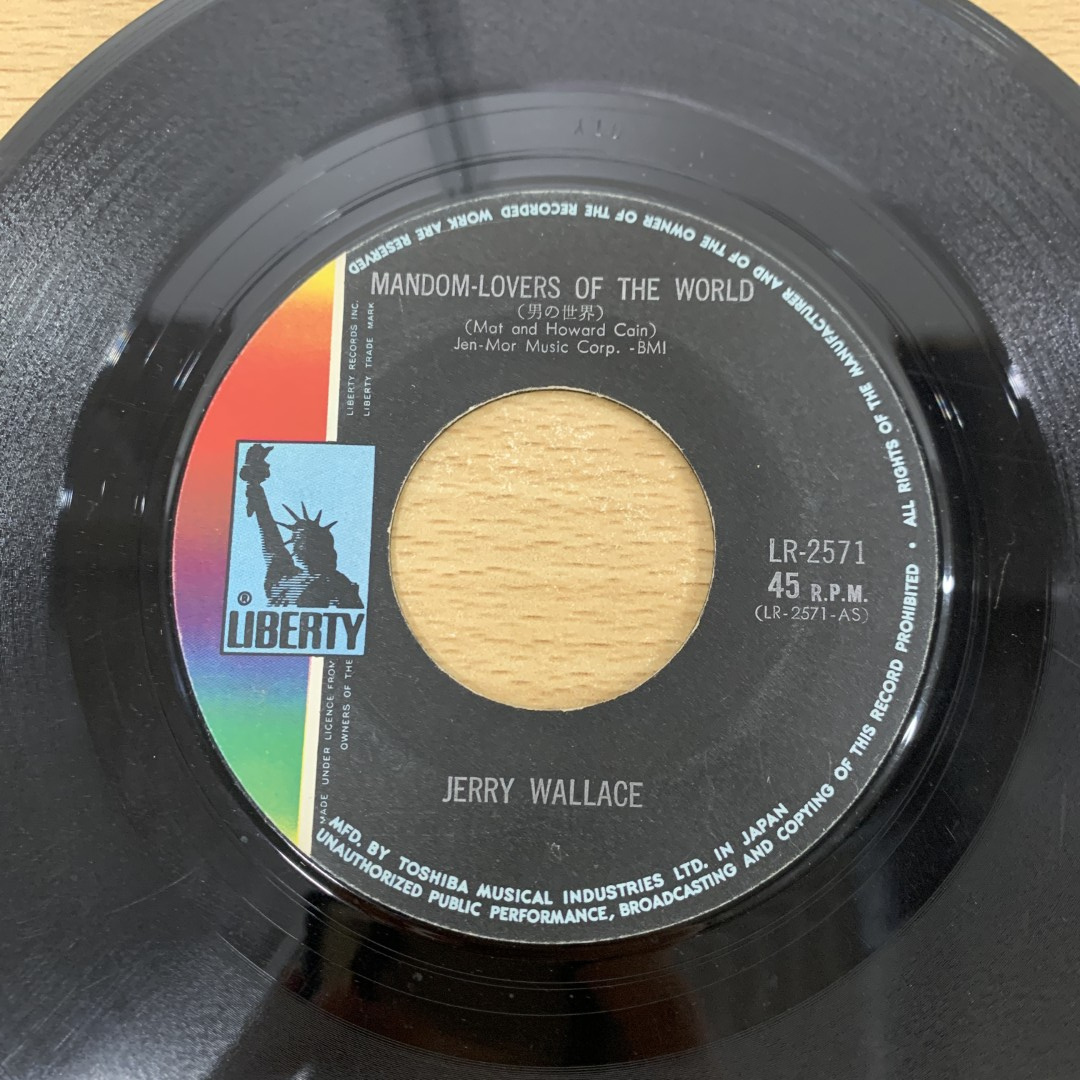 MANDOM-LOVERS OF THE WORLD
(男の世界)
(Mat and Howard Cain)
Jen-Mor Music Corp. -BMI
LIBERTY RECORDS INC.
LIBERTY TRADE MARK
® LIBERTY
MADE UNDER LICENCE FROM
OWNERS OF THE
LR-2571
45 R.P.M.
(LR-2571-AS)
JERRY WALLACE
MFD. BY TOSHIBA MUSICAL INDUSTRIES LTD. IN JAPAN
UNAUTHORIZED PUBLIC PERFORMANCE, BROADCASTING AND COPYING OF THIS RECORD PROHIBITED • ALL RIGHTS OF THE MANUFACTURER AND OF THE OWNER OF THE RECORDED WORK ARE RESERVED